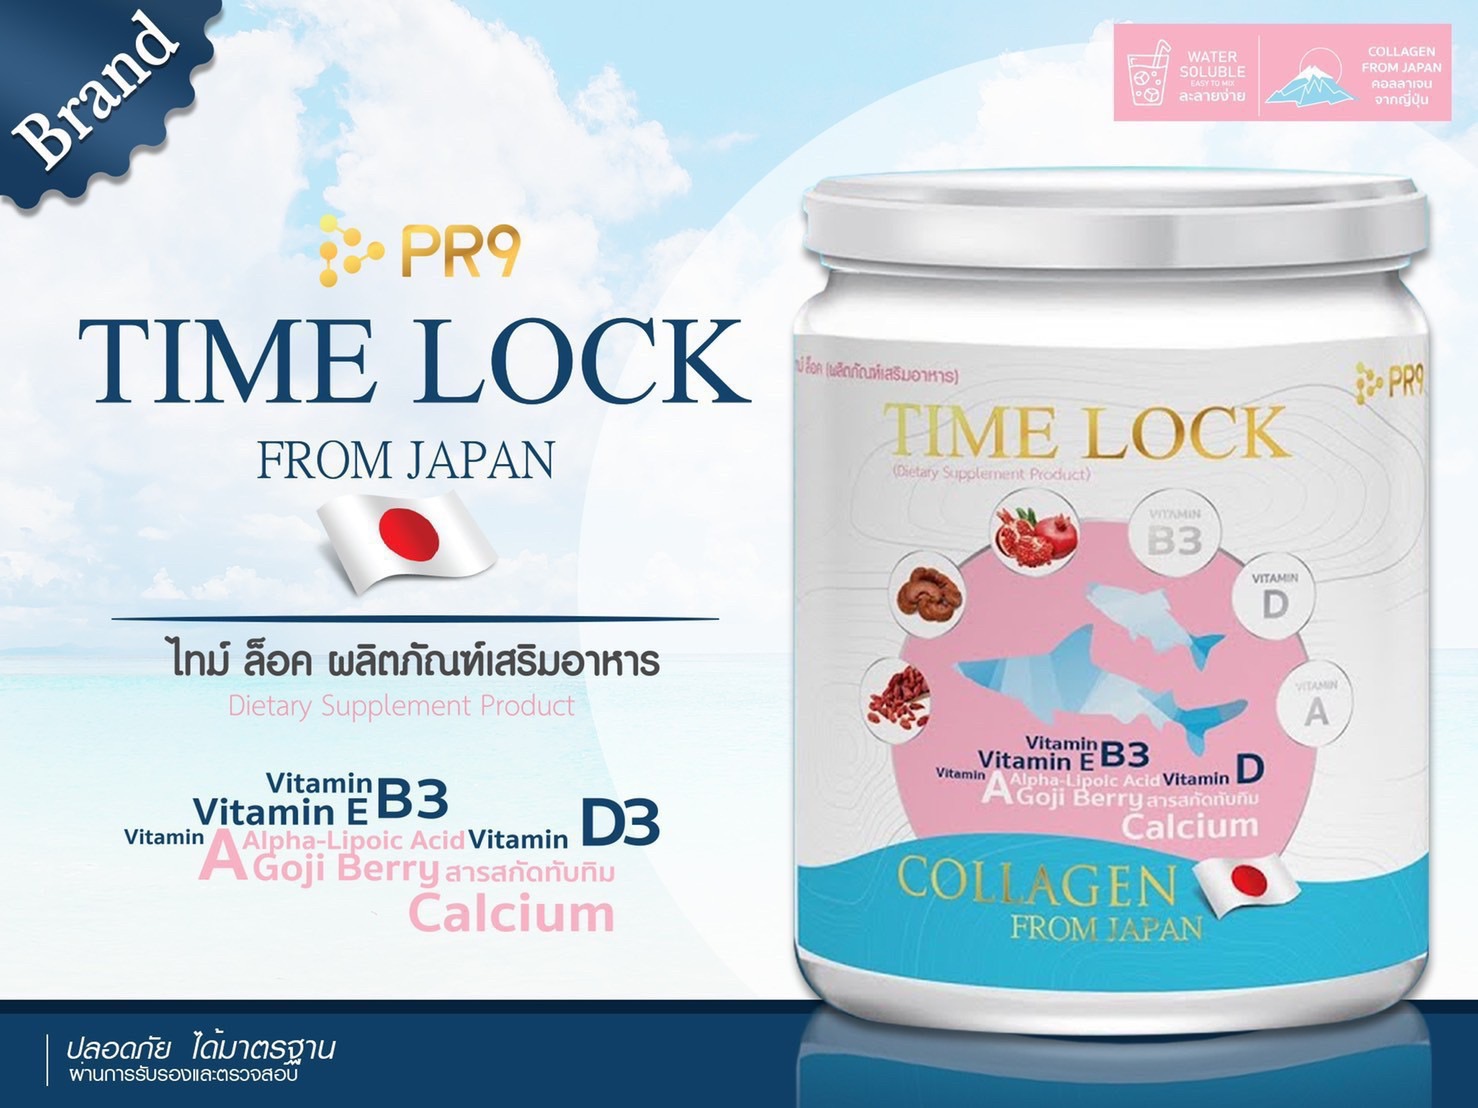 Brand
WATER
SOLUBLE
EASY TO MIX
ละลายง่าย
COLLAGEN
FROM JAPAN
คอลลาเจน
จากญี่ปุ่น
PR9
TIME LOCK
FROM JAPAN
ไทม์ ล็อค ผลิตภัณฑ์เสริมอาหาร
Dietary Supplement Product
Vitamin B3
Vitamin E
Vitamin A Alpha-Lipoic Acid Vitamin D3
Goji Berry สารสกัดทับทิม
Calcium
ปลอดภัย ได้มาตรฐาน
ผ่านการรับรองและตรวจสอบ
ล็อค (ผลิตภัณฑ์เสริมอาหาร)
PR9
TIME LOCK
(Dietary Supplement Product)
VITAMIN
B3
VITAMIN
D
VITAMIN
A
Vitamin B3
Vitamin E
Vitamin A Alpha-Lipoic Acid Vitamin D
Goji Berry สารสกัดทับทิม
Calcium
COLLAGEN
FROM JAPAN